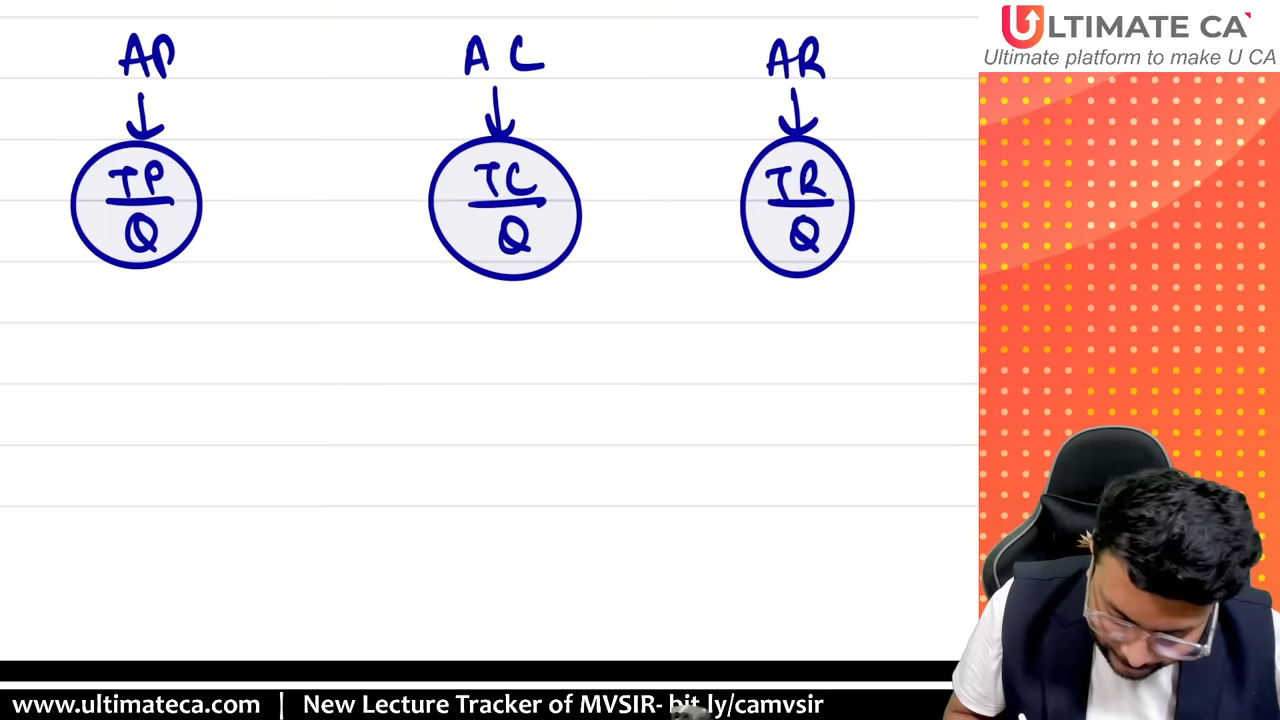 AP AC AR
TP TC TR
Q Q Q
ULTIMATE CA
Ultimate platform to make U CA
www.ultimateca.com | New Lecture Tracker of MVSIR- bit.ly/camvsir